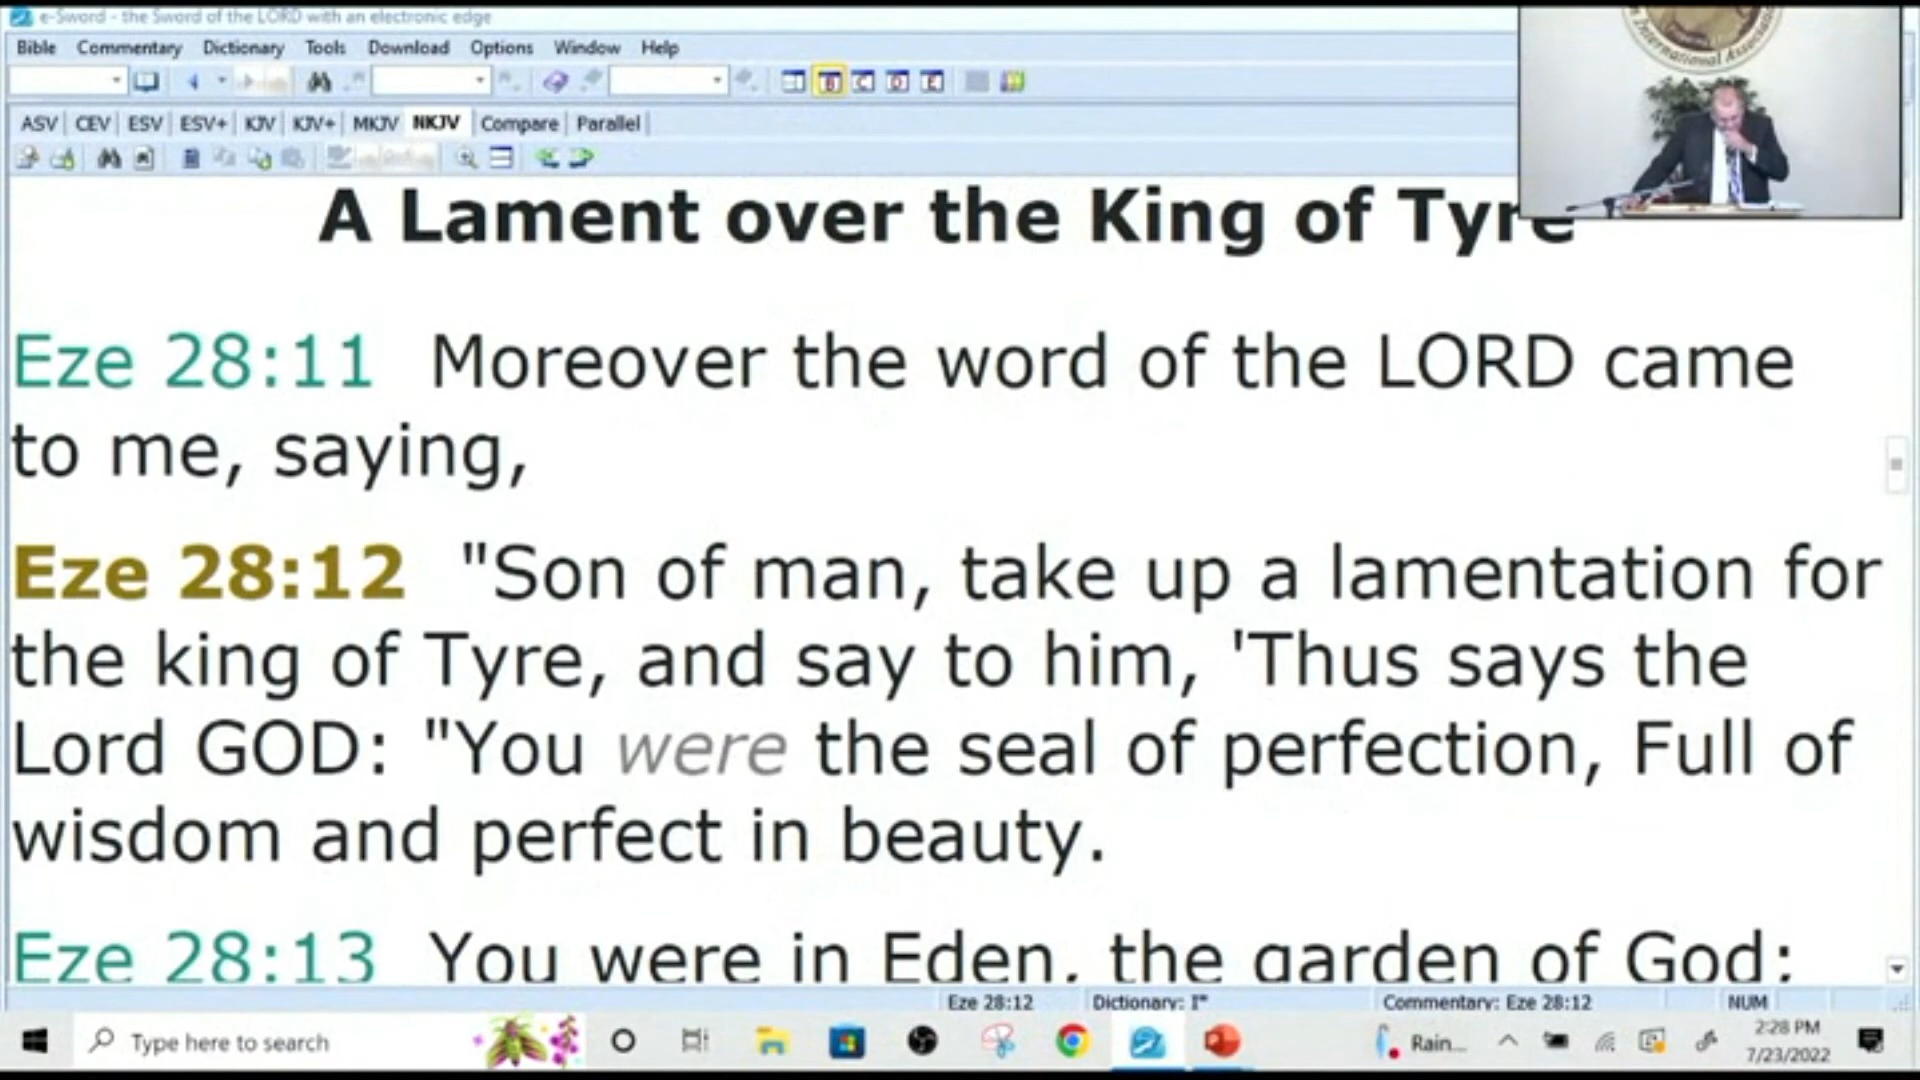 e-Sword - the Sword of the LORD with an electronic edge
Bible Commentary Dictionary Tools Download Options Window Help
International Associa
B C D E
ASV CEV ESV ESV+ KJV KJV+ MKJV NKJV Compare Parallel
A Lament over the King of Tyre
Eze 28:11 Moreover the word of the LORD came
to me, saying,
Eze 28:12 "Son of man, take up a lamentation for
the king of Tyre, and say to him, 'Thus says the
Lord GOD: "You were the seal of perfection, Full of
wisdom and perfect in beauty.
Eze 28:13 You were in Eden, the garden of God;
Eze 28:12 Dictionary: I* Commentary: Eze 28:12 NUM
Type here to search Rain... 2:28 PM
7/23/2022